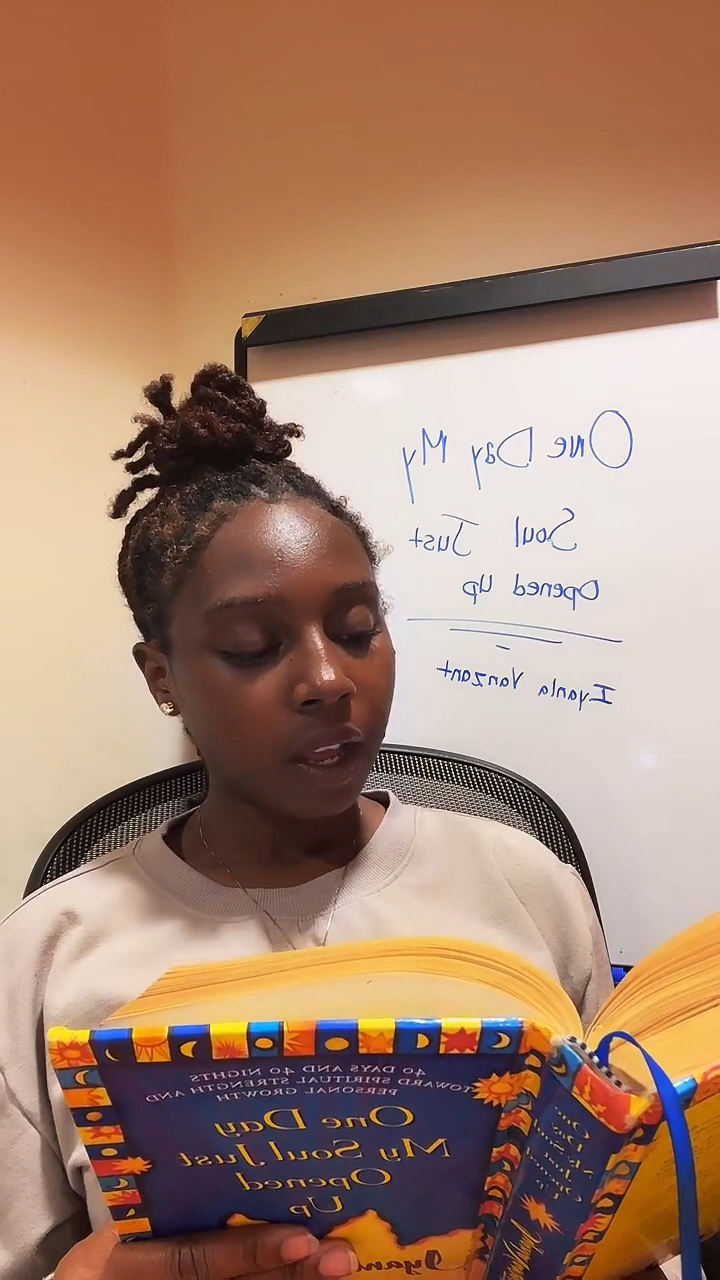 One Day My
Soul Just
Opened Up
Iyanla Vanzant
40 DAYS AND 40 NIGHTS
TOWARD SPIRITUAL STRENGTH AND
PERSONAL GROWTH
One Day
My Soul Just
Opened
Up